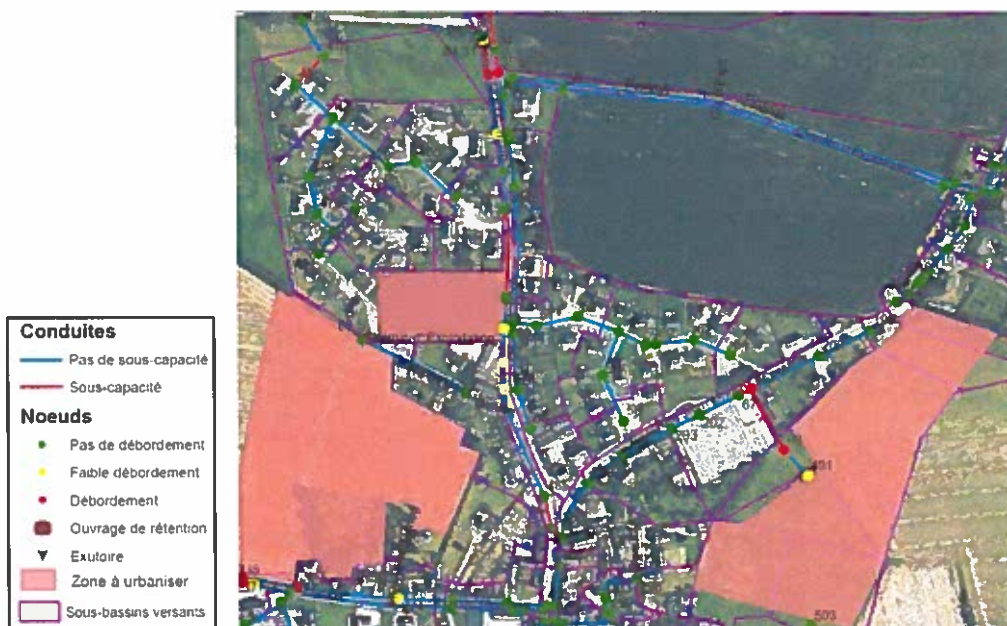 Conduites
Pas de sous-capacité
Sous-capacité
Noeuds
Pas de débordement
Faible débordement
Débordement
Ouvrage de rétention
Exutoire
Zone à urbaniser
Sous-bassins versants
503